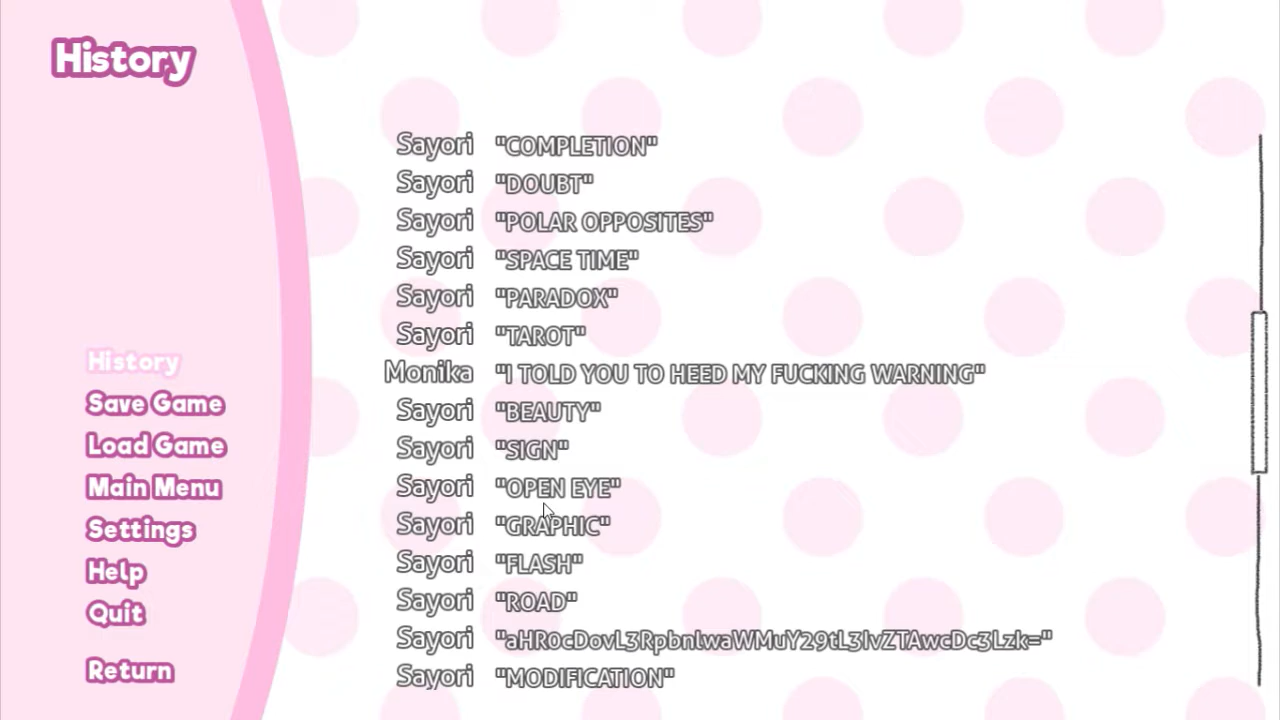 History
Sayori "COMPLETION"
Sayori "DOUBT"
Sayori "POLAR OPPOSITES"
Sayori "SPACE TIME"
Sayori "PARADOX"
Sayori "TAROT"
Monika "I TOLD YOU TO HEED MY FUCKING WARNING"
Sayori "BEAUTY"
Sayori "SIGN"
Sayori "OPEN EYE"
Sayori "GRAPHIC"
Sayori "FLASH"
Sayori "ROAD"
Sayori "aHR0cDovL3RpbnlwaWMuY29tL3IvZTAwcDc3Lzk="
Sayori "MODIFICATION"
History
Save Game
Load Game
Main Menu
Settings
Help
Quit
Return